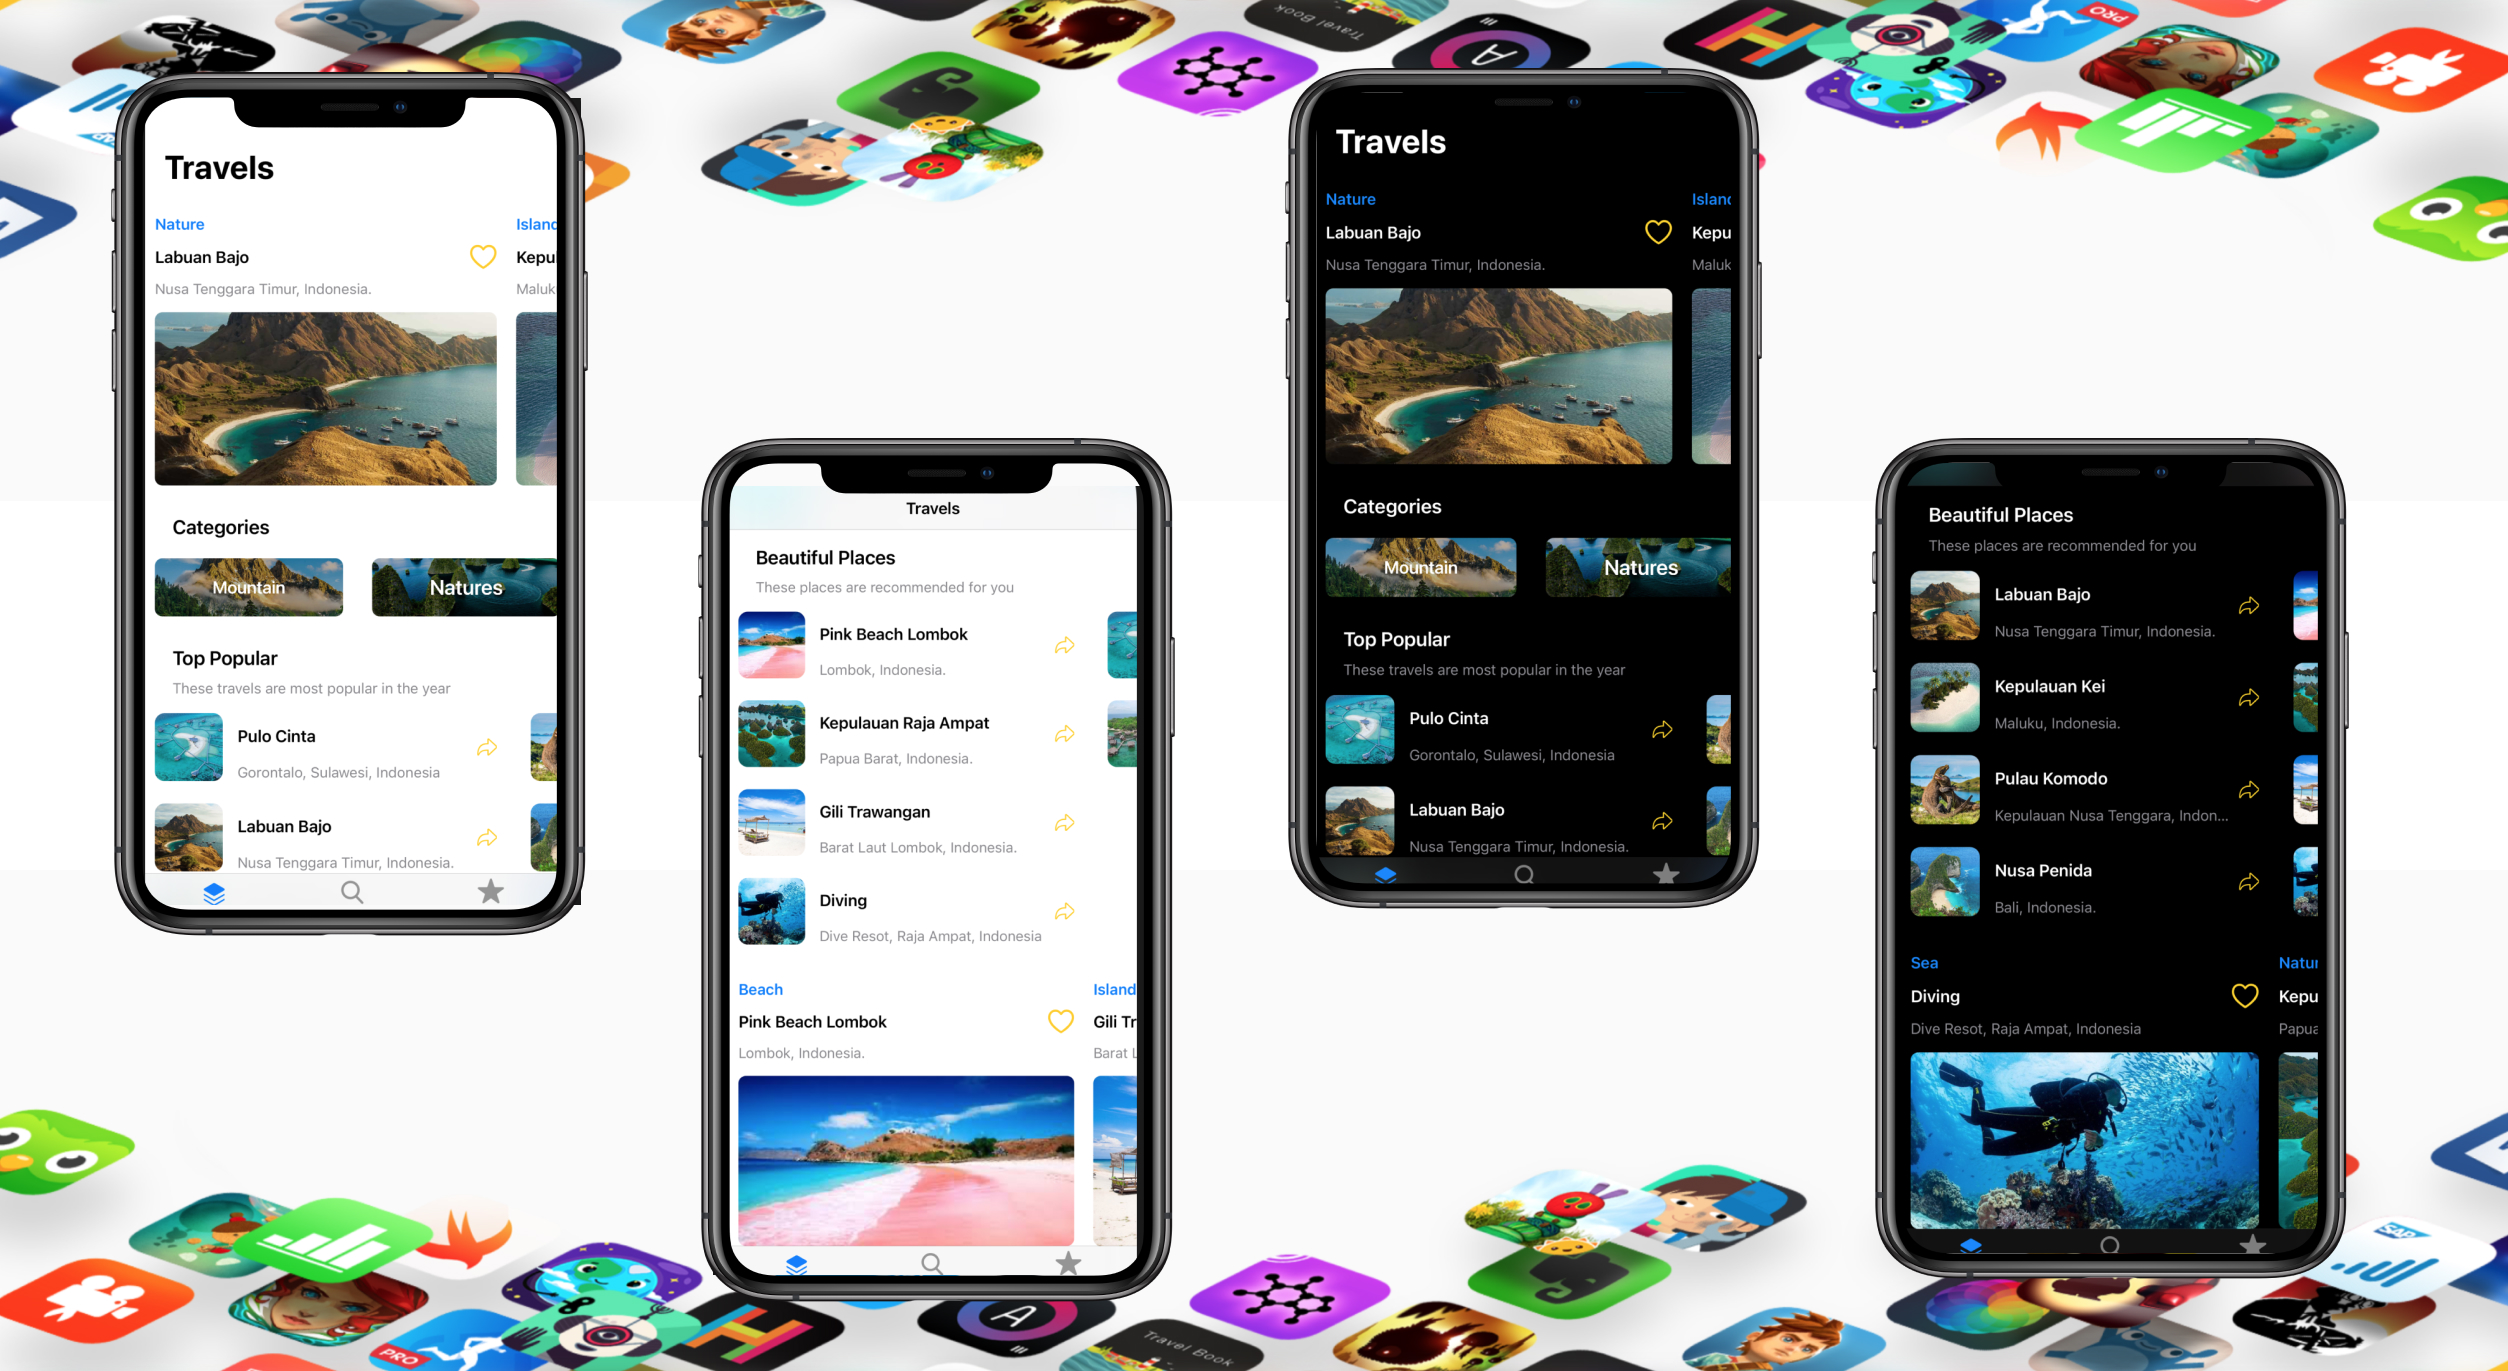 Travel Book
A
H
PRO
SAP
Travels
Nature
Island
Labuan Bajo
Kepul
Nusa Tenggara Timur, Indonesia.
Maluk
Categories
Mountain
Natures
Top Popular
These travels are most popular in the year
Pulo Cinta
Gorontalo, Sulawesi, Indonesia
Labuan Bajo
Nusa Tenggara Timur, Indonesia.
Travels
Beautiful Places
These places are recommended for you
Pink Beach Lombok
Lombok, Indonesia.
Kepulauan Raja Ampat
Papua Barat, Indonesia.
Gili Trawangan
Barat Laut Lombok, Indonesia.
Diving
Dive Resot, Raja Ampat, Indonesia
Beach
Island
Pink Beach Lombok
Gili Tr
Lombok, Indonesia.
Barat L
Travels
Nature
Island
Labuan Bajo
Kepu
Nusa Tenggara Timur, Indonesia.
Maluk
Categories
Mountain
Natures
Top Popular
These travels are most popular in the year
Pulo Cinta
Gorontalo, Sulawesi, Indonesia
Labuan Bajo
Nusa Tenggara Timur, Indonesia.
Beautiful Places
These places are recommended for you
Labuan Bajo
Nusa Tenggara Timur, Indonesia.
Kepulauan Kei
Maluku, Indonesia.
Pulau Komodo
Kepulauan Nusa Tenggara, Indon...
Nusa Penida
Bali, Indonesia.
Sea
Natur
Diving
Kepu
Dive Resot, Raja Ampat, Indonesia
Papua
SAP
PRO
H
A
Travel Book